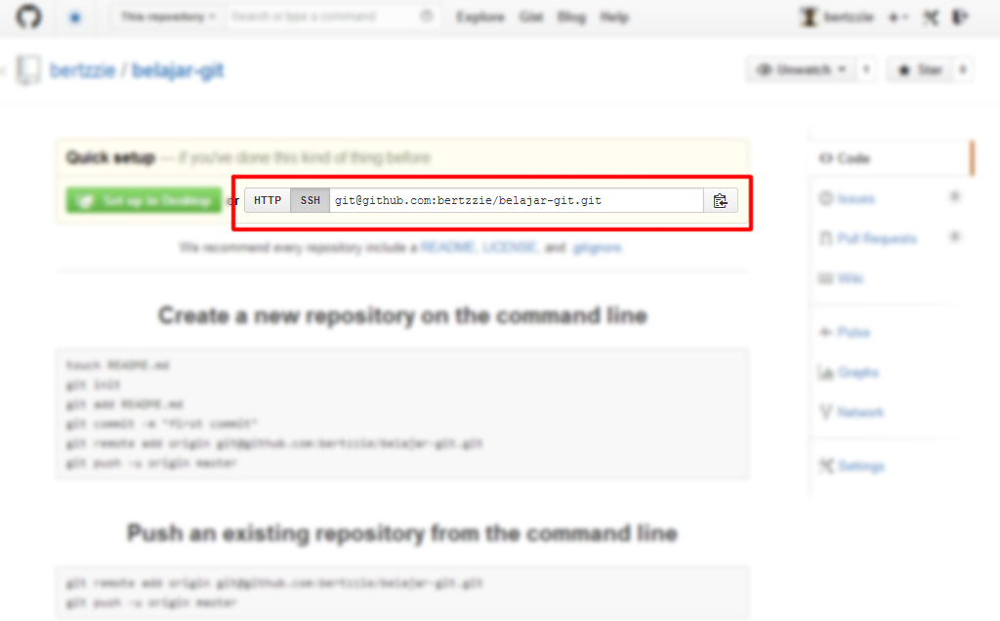 This repository Search or type a command Explore Gist Blog Help bertzzie
bertzzie / belajar-git Unwatch 1 Star 0
Quick setup — if you've done this kind of thing before
Set up in Desktop or HTTP SSH git@github.com:bertzzie/belajar-git.git
We recommend every repository include a README, LICENSE, and .gitignore.
Create a new repository on the command line
touch README.md
git init
git add README.md
git commit -m "first commit"
git remote add origin git@github.com:bertzzie/belajar-git.git
git push -u origin master
Push an existing repository from the command line
git remote add origin git@github.com:bertzzie/belajar-git.git
git push -u origin master
Code
Issues 0
Pull Requests 0
Wiki
Pulse
Graphs
Network
Settings